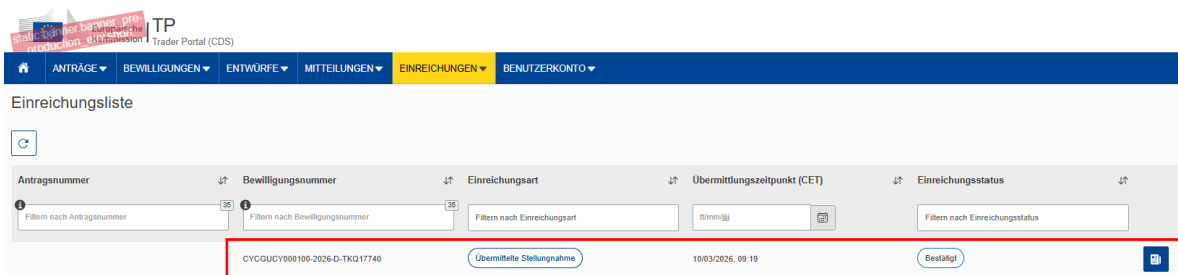 static.banner.banner_pre-
production_
Europäische
Kommission
TP
Trader Portal (CDS)
ANTRÄGE BEWILLIGUNGEN ENTWÜRFE MITTEILUNGEN EINREICHUNGEN BENUTZERKONTO
Einreichungsliste
Antragsnummer Bewilligungsnummer Einreichungsart Übermittlungszeitpunkt (CET) Einreichungsstatus
35 35
Filtern nach Antragsnummer Filtern nach Bewilligungsnummer Filtern nach Einreichungsart tt/mm/jjjj Filtern nach Einreichungsstatus
CYCGUCY000100-2026-D-TKQ17740 Übermittelte Stellungnahme 10/03/2026, 09:19 Bestätigt